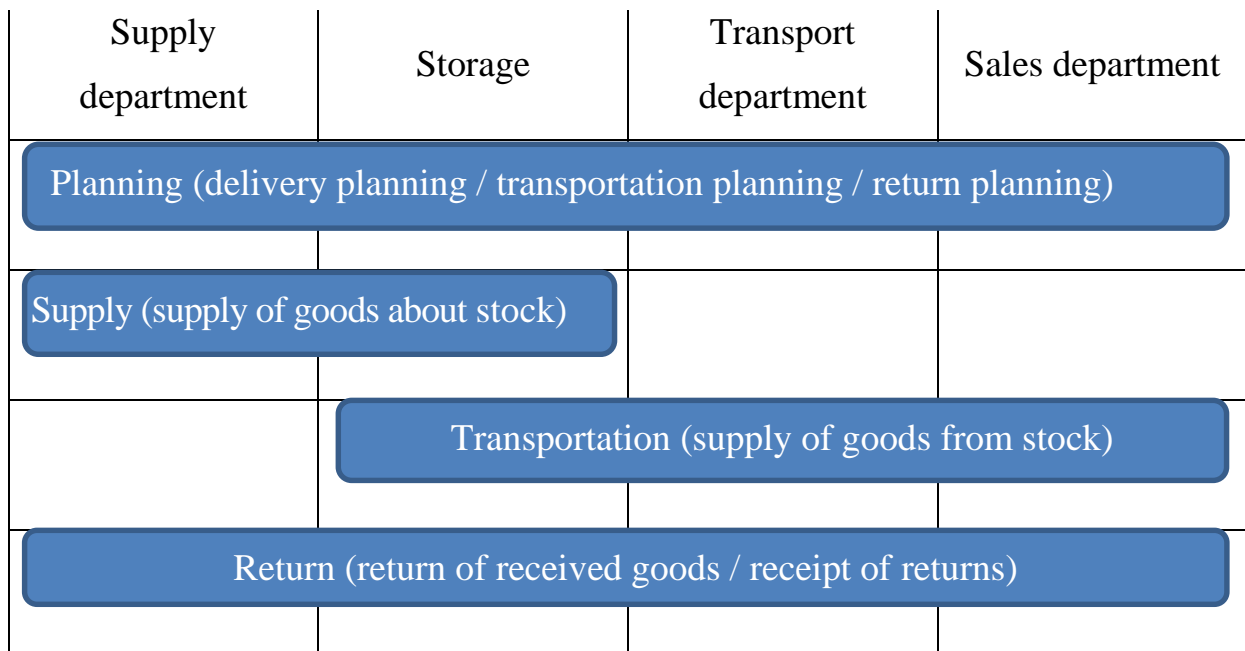 Supply
department
Storage
Transport
department
Sales department
Planning (delivery planning / transportation planning / return planning)
Supply (supply of goods about stock)
Transportation (supply of goods from stock)
Return (return of received goods / receipt of returns)